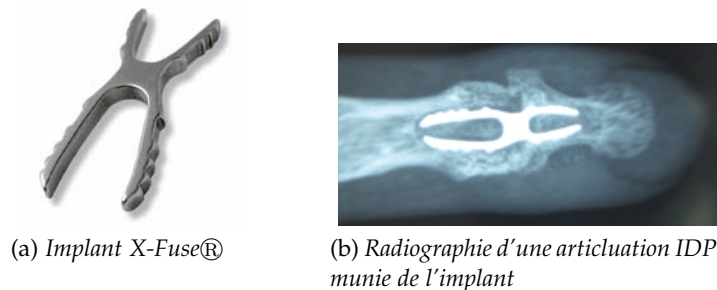 (a) Implant X-Fuse®
(b) Radiographie d'une articluation IDP
munie de l'implant